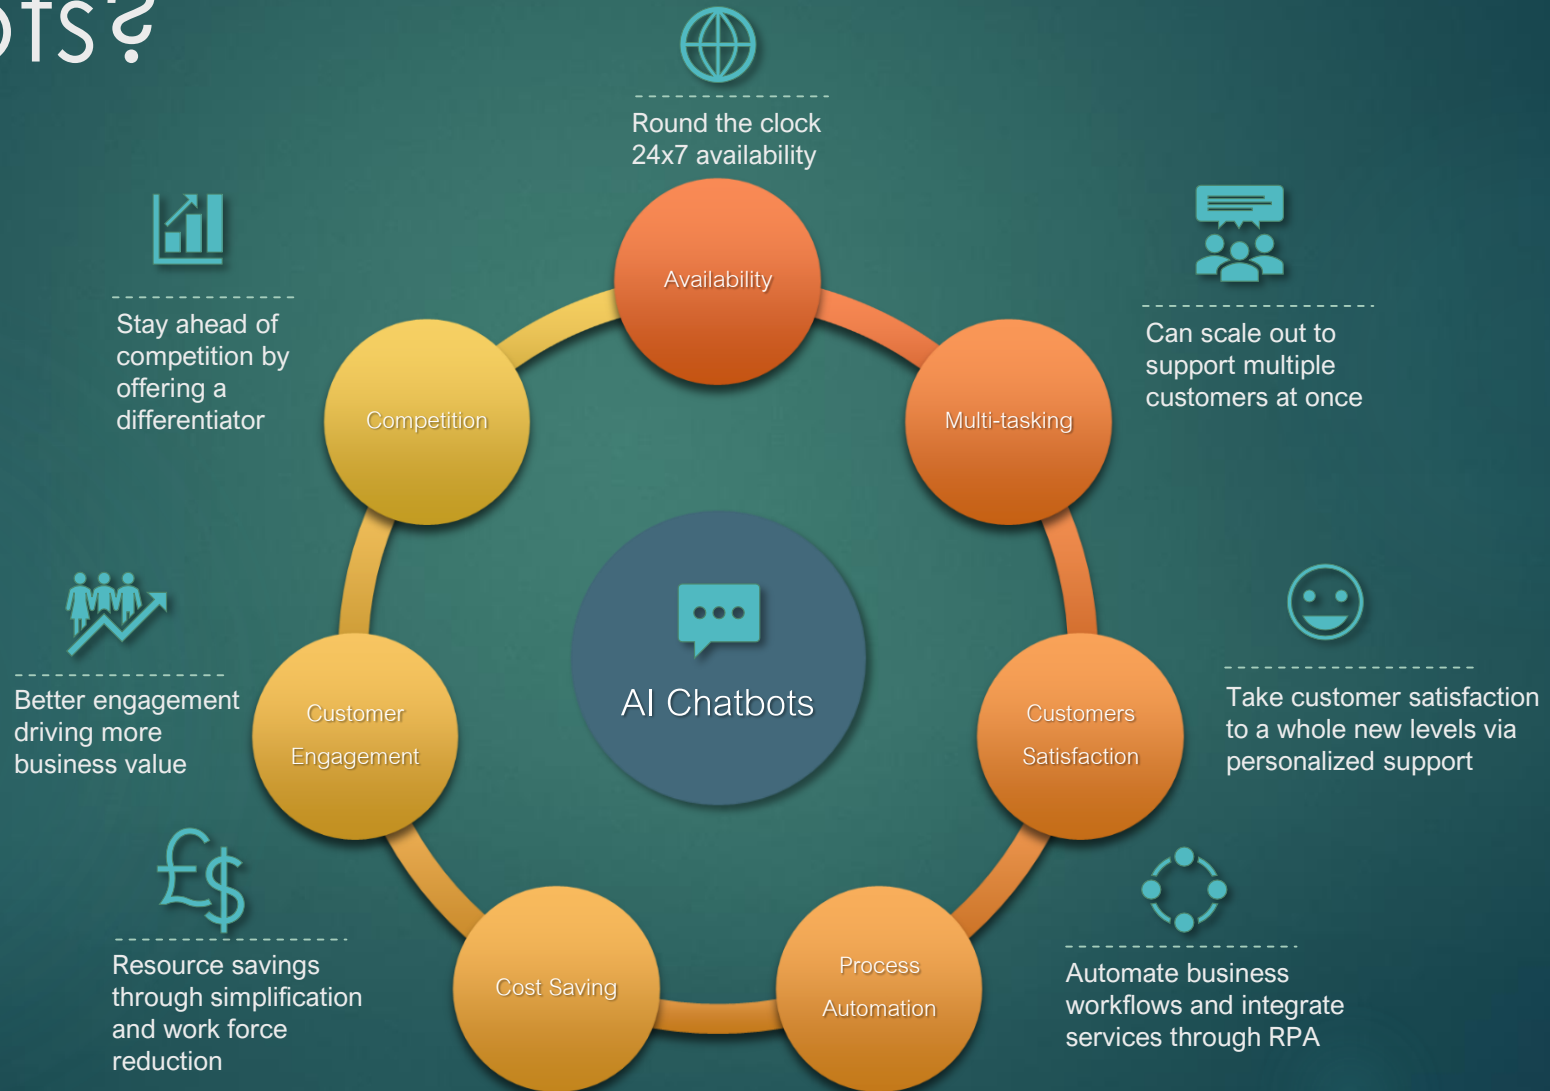 ots?
Round the clock
24x7 availability
Availability
Can scale out to
support multiple
customers at once
Multi-tasking
Take customer satisfaction
to a whole new levels via
personalized support
Customers
Satisfaction
Automate business
workflows and integrate
services through RPA
Process
Automation
Cost Saving
Resource savings
through simplification
and work force
reduction
Customer
Engagement
Better engagement
driving more
business value
Competition
Stay ahead of
competition by
offering a
differentiator
AI Chatbots